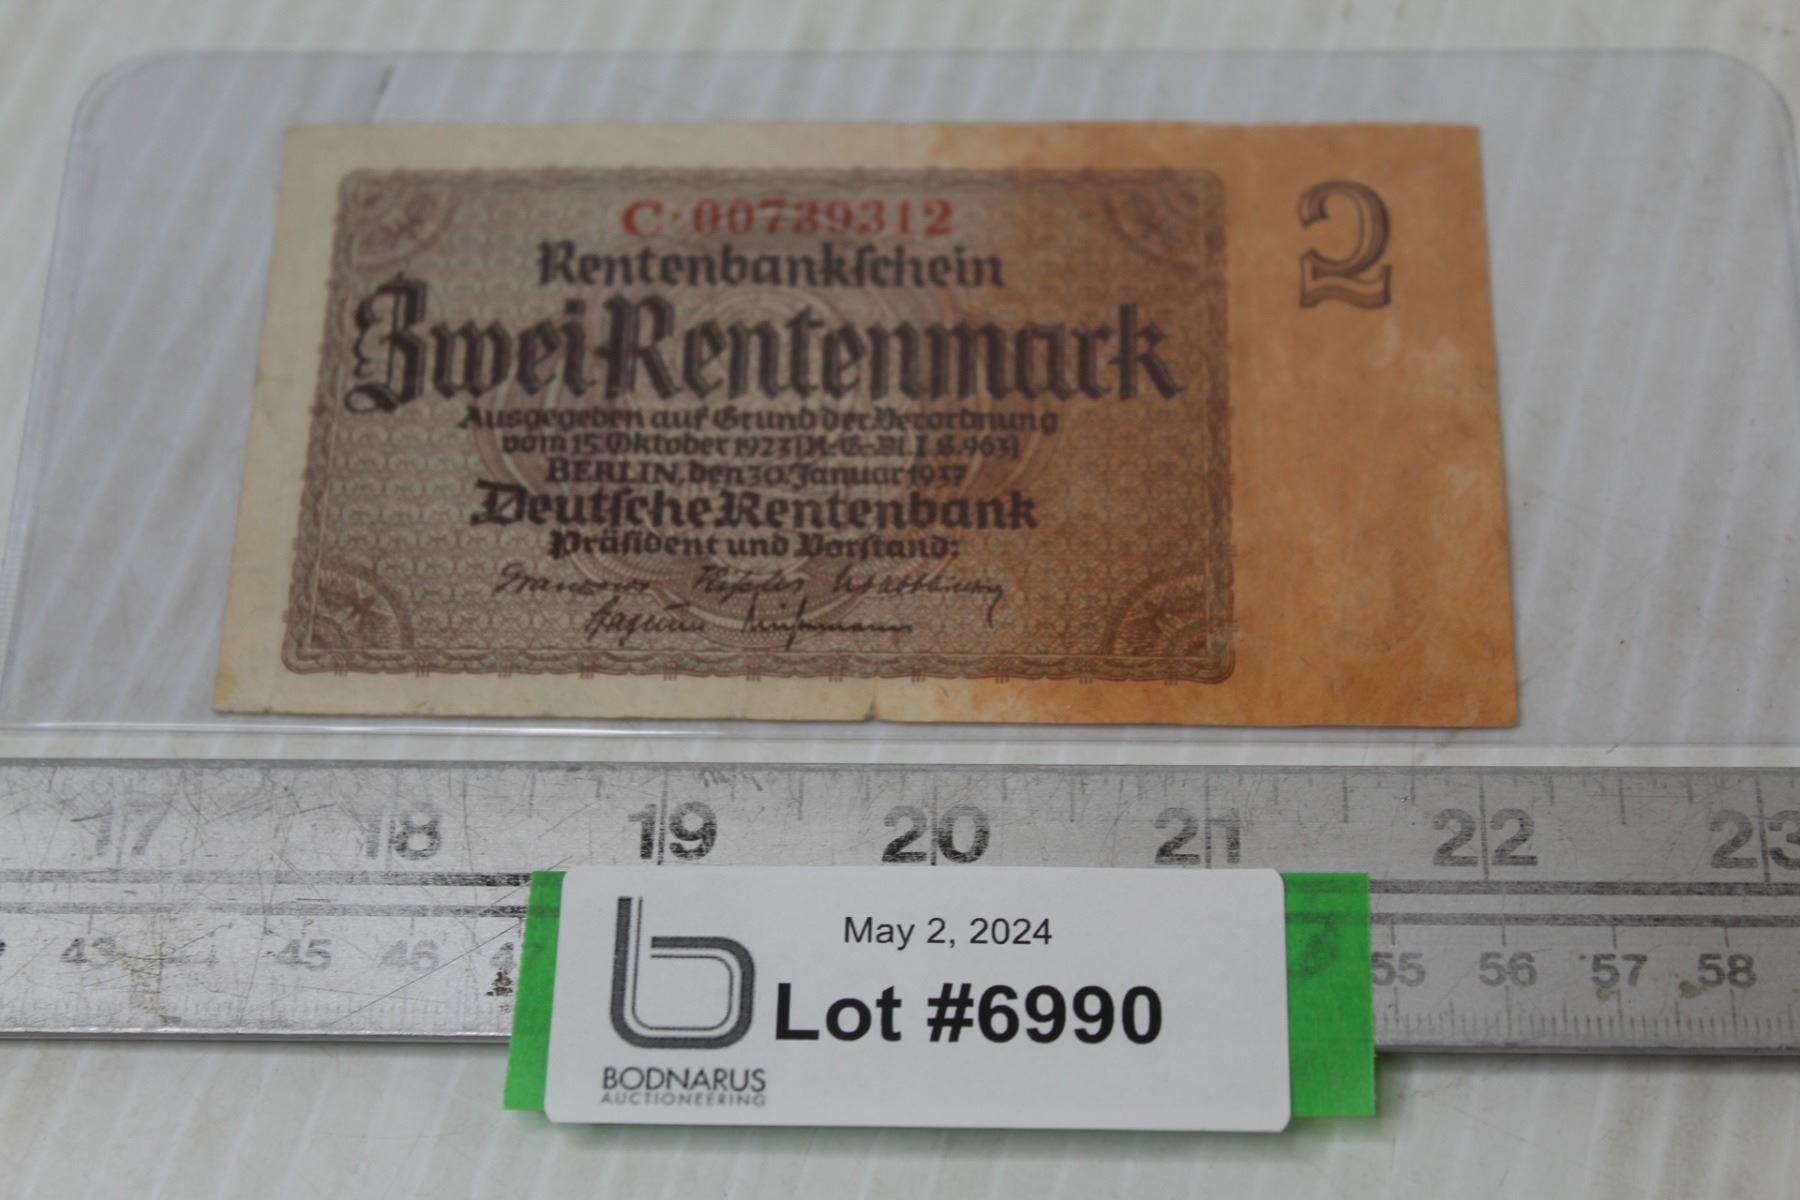 C·00739312
2
Rentenbankſchein
Zwei Rentenmark
Ausgegeben auf Grund der Verordnung
vom 15. Oktober 1923 (R.-G.-Bl. I S. 963)
BERLIN, den 30. Januar 1937
Deutſche Rentenbank
Präſident und Vorſtand:
17 18 19 20 21 22 23
43 44 45 46 47 55 56 57 58
May 2, 2024
Lot #6990
BODNARUS
AUCTIONEERING